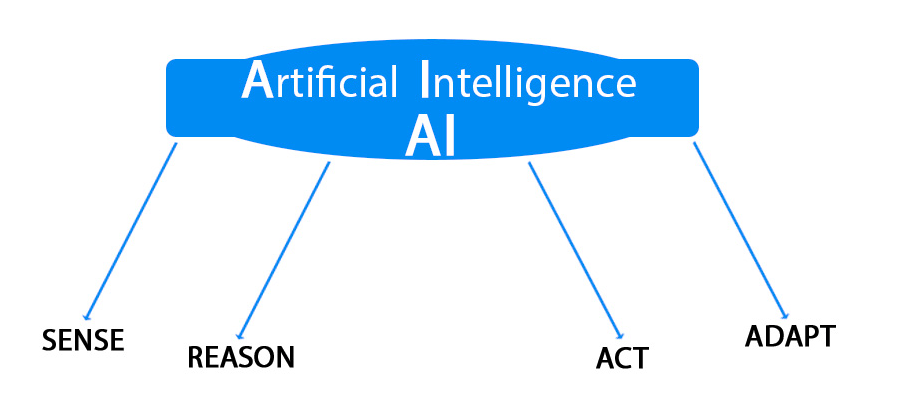 Artificial Intelligence
AI
SENSE
REASON
ACT
ADAPT